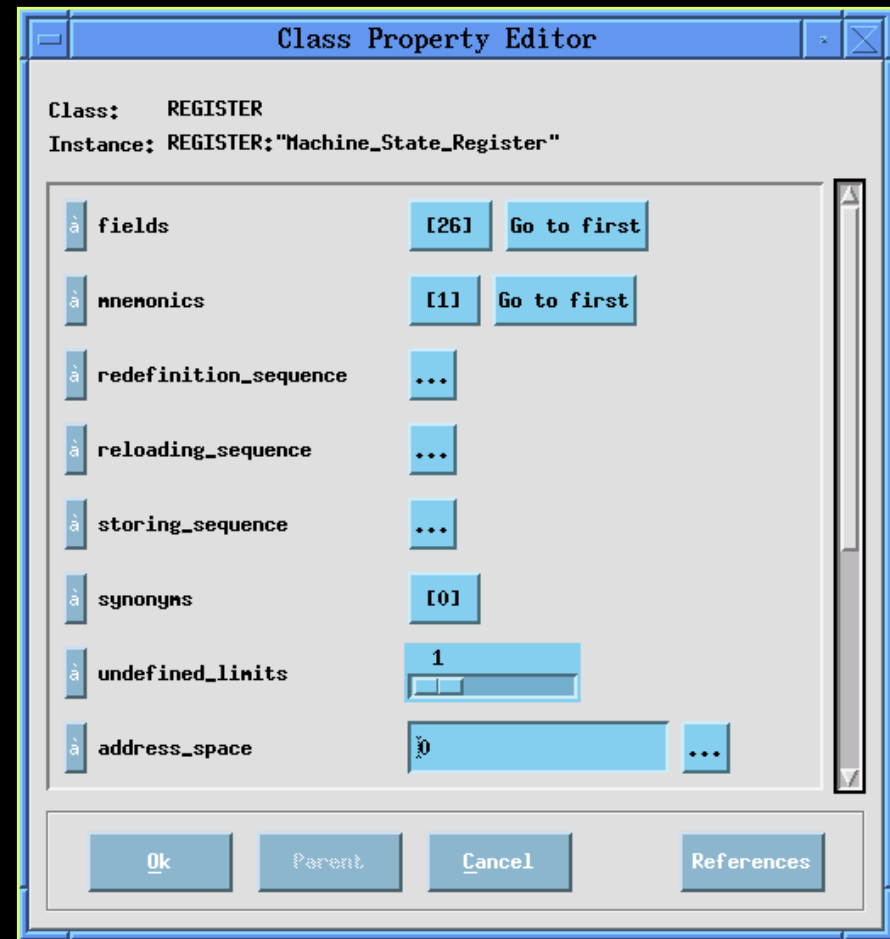 Class Property Editor
Class: REGISTER
Instance: REGISTER:"Machine_State_Register"
à fields [26] Go to first
à mnemonics [1] Go to first
à redefinition_sequence ...
à reloading_sequence ...
à storing_sequence ...
à synonyms [0]
à undefined_limits 1
à address_space 0 ...
Ok Parent Cancel References